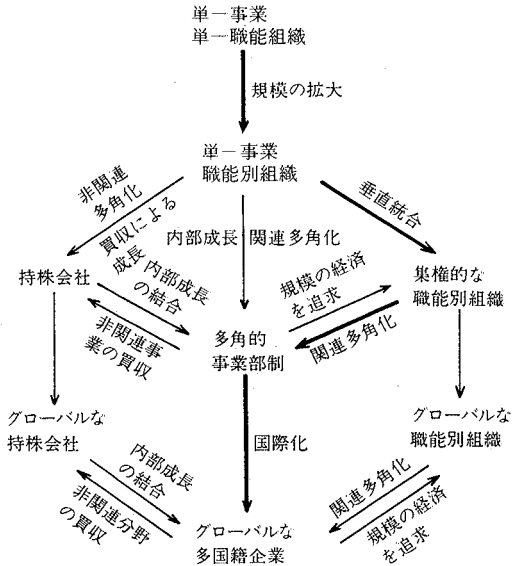 単一事業
単一職能組織
規模の拡大
単一事業
職能別組織
非関連
多角化
買収による
成長
内部成長
関連多角化
垂直統合
持株会社
内部成長
の結合
非関連事
業の買収
多角的
事業部制
規模の経済
を追求
関連多角化
集権的な
職能別組織
グローバルな
持株会社
国際化
グローバルな
職能別組織
内部成長
の結合
非関連分野
の買収
グローバルな
多国籍企業
関連多角化
規模の経済
を追求